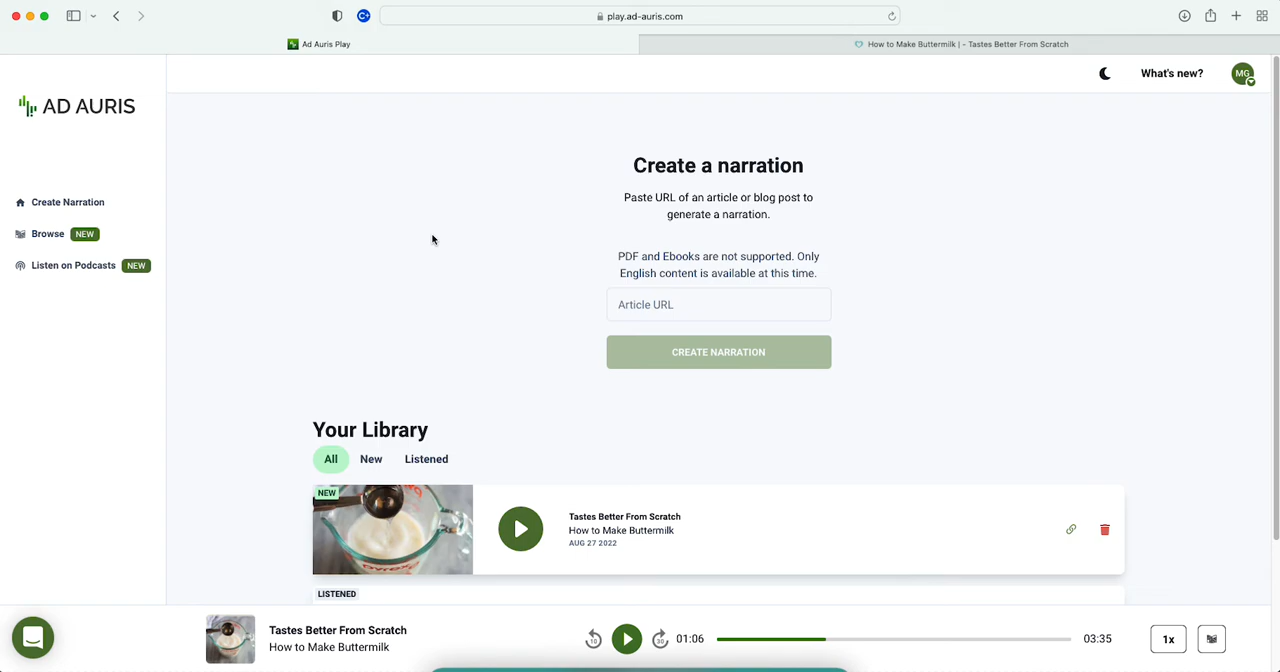 play.ad-auris.com
Ad Auris Play
How to Make Buttermilk | - Tastes Better From Scratch
AD AURIS
What's new?
MG
Create Narration
Browse NEW
Listen on Podcasts NEW
Create a narration
Paste URL of an article or blog post to
generate a narration.
PDF and Ebooks are not supported. Only
English content is available at this time.
Article URL
CREATE NARRATION
Your Library
All New Listened
NEW
Tastes Better From Scratch
How to Make Buttermilk
AUG 27 2022
LISTENED
Tastes Better From Scratch
How to Make Buttermilk
10
30
01:06
03:35
1x